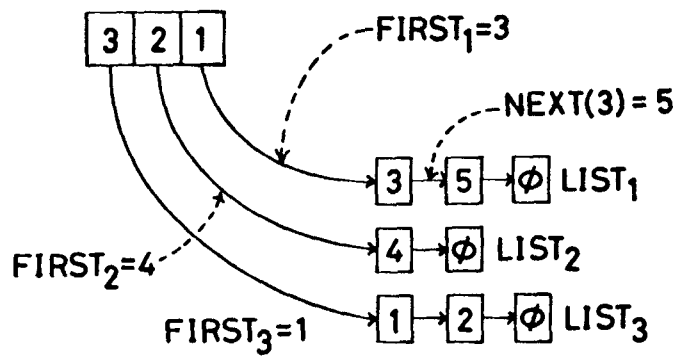 3 2 1
FIRST₁=3
NEXT(3)=5
3 5 ϕ LIST₁
4 ϕ LIST₂
FIRST₂=4
1 2 ϕ LIST₃
FIRST₃=1